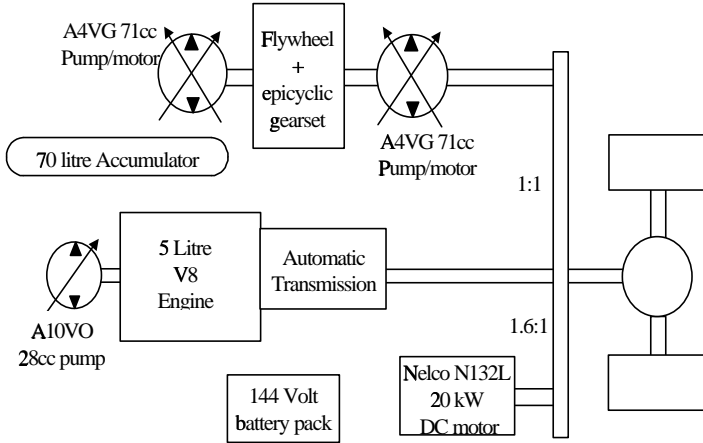 A4VG 71cc
Pump/motor
Flywheel
+
epicyclic
gearset
A4VG 71cc
Pump/motor
70 litre Accumulator
1:1
5 Litre
V8
Engine
Automatic
Transmission
A10VO
28cc pump
1.6:1
144 Volt
battery pack
Nelco N132L
20 kW
DC motor